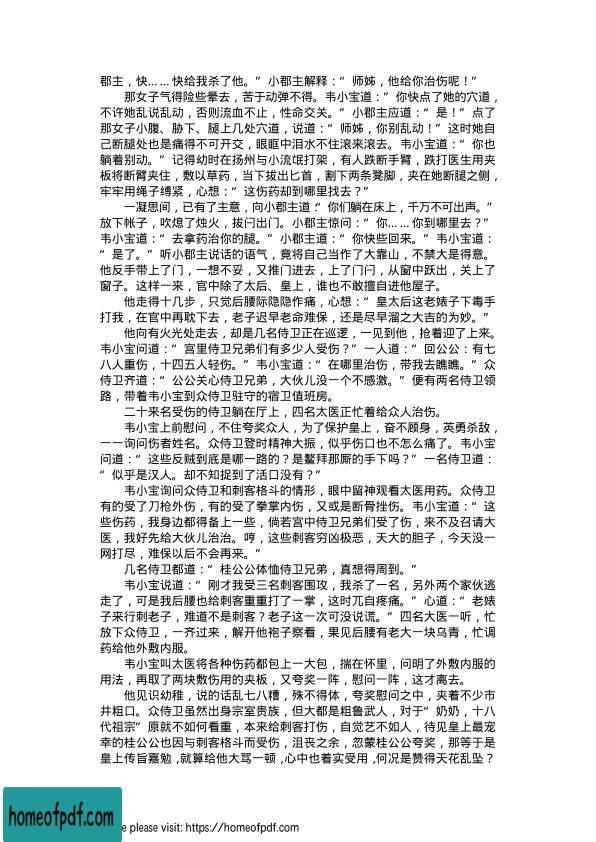 郡主，快……快给我杀了他。”小郡主解释：“师姊，他给你治伤呢！”
那女子气得险些晕去，苦于动弹不得。韦小宝道：“你快点了她的穴道，
不许她乱说乱动，否则流血不止，性命交关。”小郡主应道：“是！”点了
那女子小腹、胁下、腿上几处穴道，说道：“师姊，你别乱动！”这时她自
己断腿处也是痛得不可开交，眼眶中泪水不住滚来滚去。韦小宝道：“你也
躺着别动。”记得幼时在扬州与小流氓打架，有人跌断手臂，跌打医生用夹
板将断臂夹住，敷以草药，当下拔出匕首，割下两条凳脚，夹在她断腿之侧，
牢牢用绳子缚紧，心想：“这伤药却到哪里找去？”
一凝思间，已有了主意，向小郡主道：“你们躺在床上，千万不可出声。”
放下帐子，吹熄了烛火，拔闩出门。小郡主惊问：“你……你到哪里去？”
韦小宝道：“去拿药治你的腿。”小郡主道：“你快些回来。”韦小宝道：
“是了。”听小郡主说话的语气，竟将自己当作了大靠山，不禁大是得意。
他反手带上了门，一想不妥，又推门进去，上了门闩，从窗中跃出，关上了
窗子。这样一来，宫中除了太后、皇上，谁也不敢擅自进他屋子。
他走得十几步，只觉后腰际隐隐作痛，心想：“皇太后这老婊子下毒手
打我，在宫中再耽下去，老子迟早老命难保，还是尽早溜之大吉的为妙。”
他向有火光处走去，却是几名侍卫正在巡逻，一见到他，抢着迎了上来。
韦小宝问道：“宫里侍卫兄弟们有多少人受伤？”一人道：“回公公：有七
八人重伤，十四五人轻伤。”韦小宝道：“在哪里治伤，带我去瞧瞧。”众
侍卫齐道：“公公关心侍卫兄弟，大伙儿没一个不感激。”便有两名侍卫领
路，带着韦小宝到众侍卫驻守的宿卫值班房。
二十来名受伤的侍卫躺在厅上，四名太医正忙着给众人治伤。
韦小宝上前慰问，不住夸奖众人，为了保护皇上，奋不顾身，英勇杀敌，
一一询问伤者姓名。众侍卫登时精神大振，似乎伤口也不怎么痛了。韦小宝
问道：“这些反贼到底是哪一路的？是鳌拜那厮的手下吗？”一名侍卫道：
“似乎是汉人。却不知捉到了活口没有？”
韦小宝询问众侍卫和刺客格斗的情形，眼中留神观看太医用药。众侍卫
有的受了刀枪外伤，有的受了拳掌内伤，又或是断骨挫伤。韦小宝道：“这
些伤药，我身边都得备上一些，倘若宫中侍卫兄弟们受了伤，来不及召请大
医，我好先给大伙儿治治。哼，这些刺客穷凶极恶，天大的胆子，今天没一
网打尽，难保以后不会再来。”
几名侍卫都道：“桂公公体恤侍卫兄弟，真想得周到。”
韦小宝说道：“刚才我受三名刺客围攻，我杀了一名，另外两个家伙逃
走了，可是我后腰也给刺客重重打了一掌，这时兀自疼痛。”心道：“老婊
子来行刺老子，难道不是刺客？老子这一次可没说谎。”四名大医一听，忙
放下众侍卫，一齐过来，解开他袍子察看，果见后腰有老大一块乌青，忙调
药给他外敷内服。
韦小宝叫太医将各种伤药都包上一大包，揣在怀里，问明了外敷内服的
用法，再取了两块敷伤用的夹板，又夸奖一阵，慰问一阵，这才离去。
他见识幼稚，说的话乱七八糟，殊不得体，夸奖慰问之中，夹着不少市
井粗口。众侍卫虽然出身宗室贵族，但大都是粗鲁武人，对于“奶奶，十八
代祖宗”原就不如何看重，本来给刺客打伤，自觉艺不如人，待见皇上最宠
幸的桂公公也因与刺客格斗而受伤，沮丧之余，忽蒙桂公公夸奖，那等于是
皇上传旨嘉勉，就算给他大骂一顿，心中也着实受用，何况是赞得天花乱坠？
homeofpdf.com
e please visit: https://homeofpdf.com